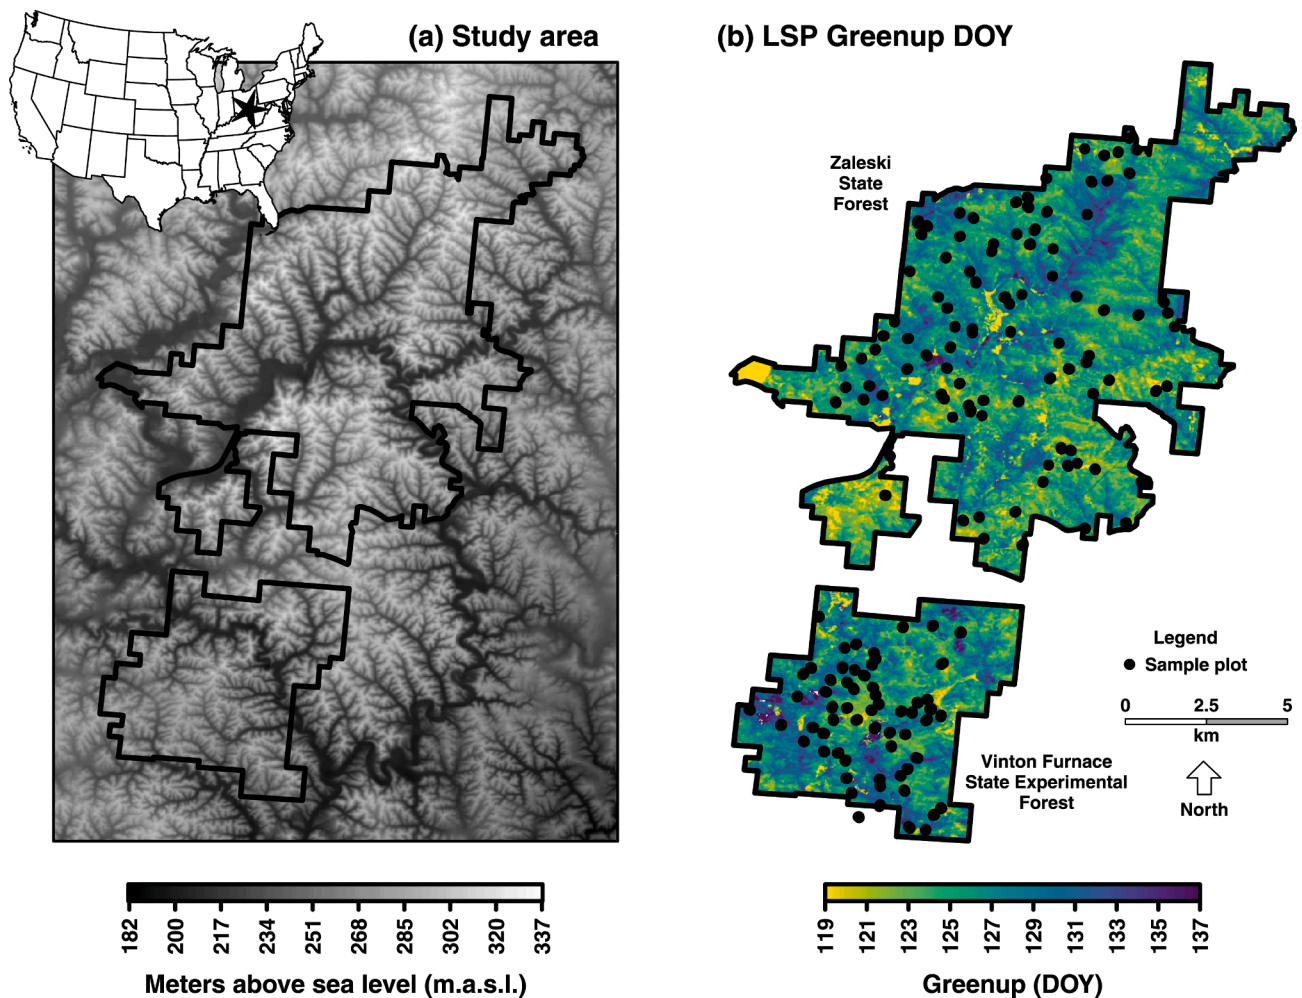 (a) Study area
(b) LSP Greenup DOY
Zaleski
State
Forest
Legend
Sample plot
0 2.5 5
km
Vinton Furnace
State Experimental
Forest
North
182 200 217 234 251 268 285 302 320 337
Meters above sea level (m.a.s.l.)
119 121 123 125 127 129 131 133 135 137
Greenup (DOY)